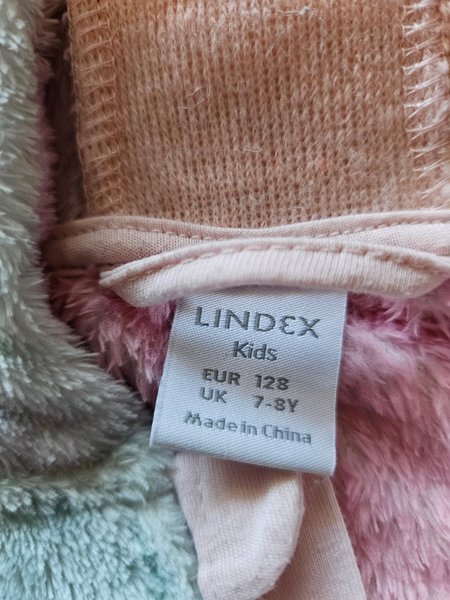 LINDEX
Kids
EUR 128
UK 7-8Y
Made in China